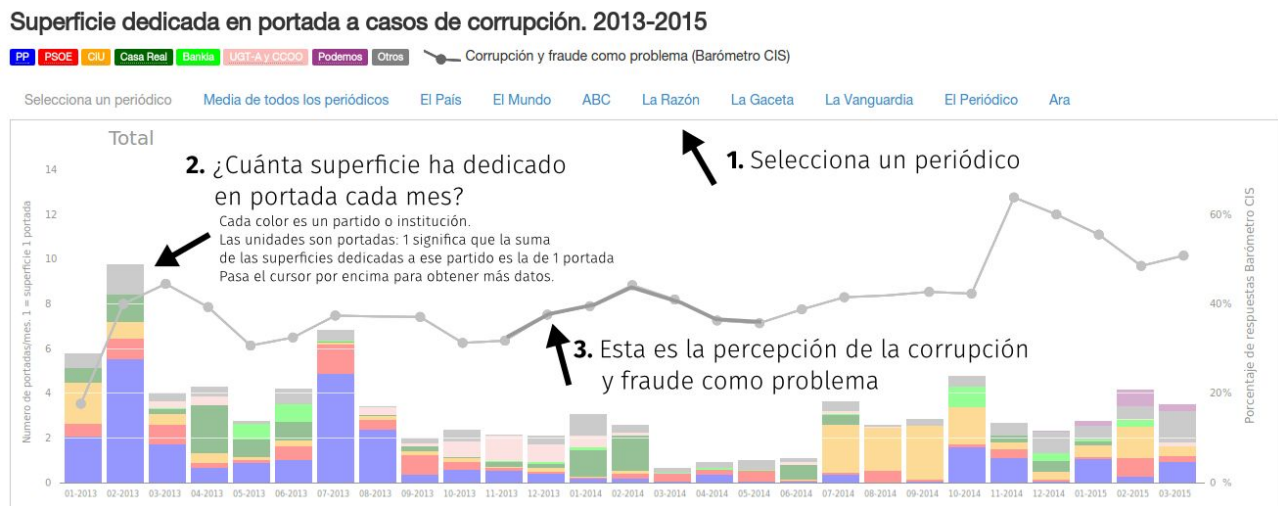 Superficie dedicada en portada a casos de corrupción. 2013-2015
PP PSOE CIU Casa Real Bankia UGT-A y CCOO Podemos Otros Corrupción y fraude como problema (Barómetro CIS)
Selecciona un periódico Media de todos los periódicos El País El Mundo ABC La Razón La Gaceta La Vanguardia El Periódico Ara
Total
1. Selecciona un periódico
2. ¿Cuánta superficie ha dedicado
en portada cada mes?
Cada color es un partido o institución.
Las unidades son portadas: 1 significa que la suma
de las superficies dedicadas a ese partido es la de 1 portada
Pasa el cursor por encima para obtener más datos.
3. Esta es la percepción de la corrupción
y fraude como problema
Numero de portadas/mes. 1 = superficie 1 portada
14
12
10
8
6
4
2
0
60%
40%
20%
0 %
Porcentaje de respuestas Barómetro CIS
01-2013 02-2013 03-2013 04-2013 05-2013 06-2013 07-2013 08-2013 09-2013 10-2013 11-2013 12-2013 01-2014 02-2014 03-2014 04-2014 05-2014 06-2014 07-2014 08-2014 09-2014 10-2014 11-2014 12-2014 01-2015 02-2015 03-2015